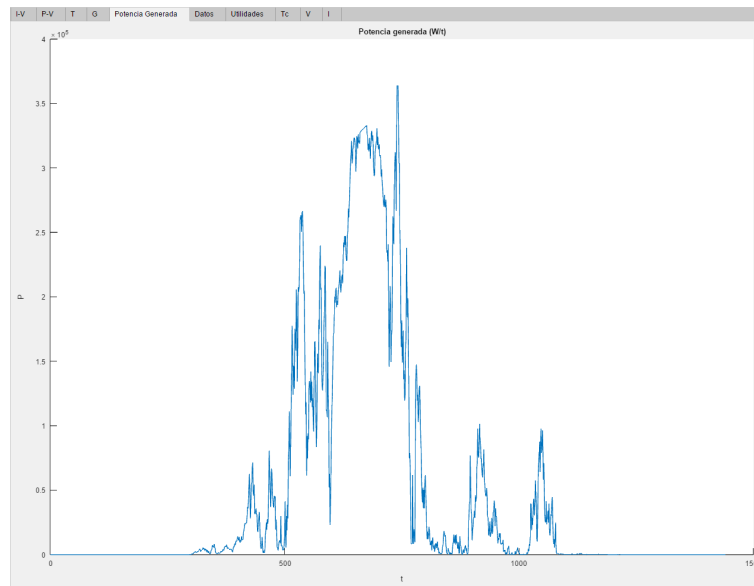 I-V P-V T G Potencia Generada Datos Utilidades Tc V I
Potencia generada (W/t)
× 10⁵
4
3.5
3
2.5
2
1.5
1
0.5
0
P
0 500 1000
t